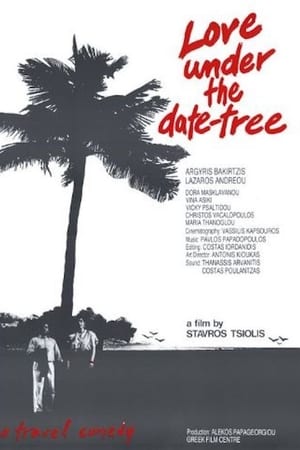 Love
under
the
date-tree
ARGYRIS BAKIRTZIS
LAZAROS ANDREOU
DORA MASKLAVANOU
VINA ASIKI
VICKY PSALTIDOU
CHRISTOS VACALOPOULOS
MARIA THANOGLOU
Cinematography: VASSILIS KAPSOUROS
Music: PAVLOS PAPADOPOULOS
Editing: COSTAS IORDANIDIS
Art Director: ANTONIS KIOUKAS
Sound: THANASSIS ARVANITIS
COSTAS POULANTZAS
a film by
STAVROS TSIOLIS
a travel comedy
Production: ALEKOS PAPAGEORGIOU
GREEK FILM CENTRE